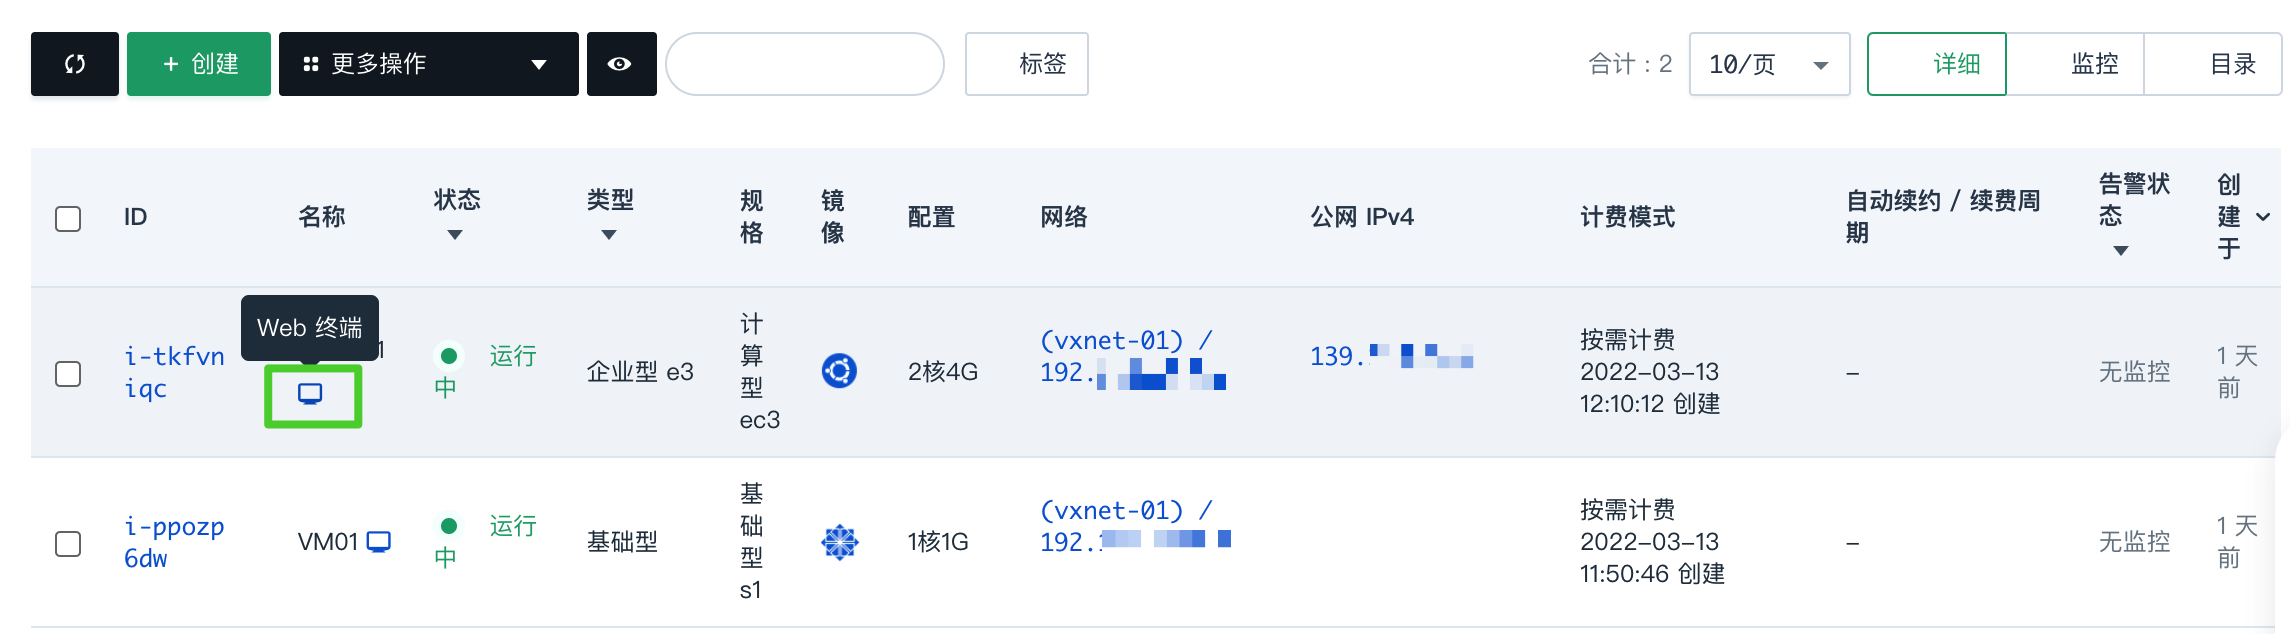 + 创建
更多操作
标签
合计：2
10/页
详细
监控
目录
ID
名称
状态
类型
规格
镜像
配置
网络
公网 IPv4
计费模式
自动续约 / 续费周
期
告警状
态
创
建
于
Web 终端
i-tkfvn
iqc
1
运行
中
企业型 e3
计
算
型
ec3
2核4G
(vxnet-01) /
192.
139.
按需计费
2022-03-13
12:10:12 创建
–
无监控
1 天
前
i-ppozp
6dw
VM01
运行
中
基础型
基
础
型
s1
1核1G
(vxnet-01) /
192.
按需计费
2022-03-13
11:50:46 创建
–
无监控
1 天
前